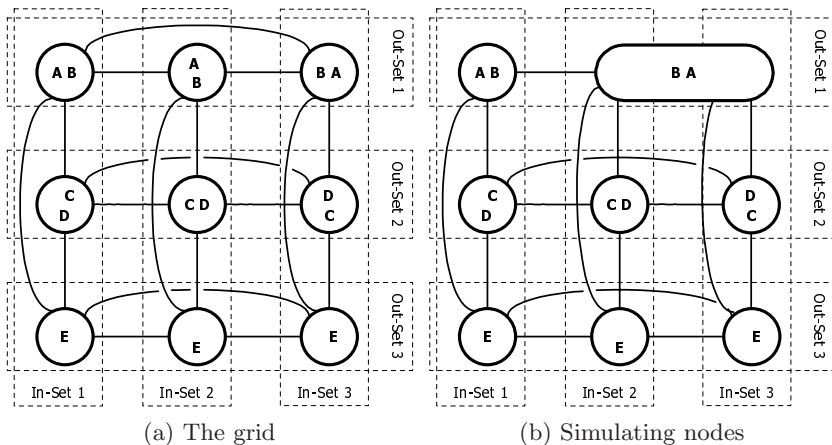 A B
A
B
B A
Out-Set 1
C
D
C D
D
C
Out-Set 2
E
E
E
Out-Set 3
In-Set 1
In-Set 2
In-Set 3
(a) The grid
A B
B A
Out-Set 1
C
D
C D
D
C
Out-Set 2
E
E
E
Out-Set 3
In-Set 1
In-Set 2
In-Set 3
(b) Simulating nodes